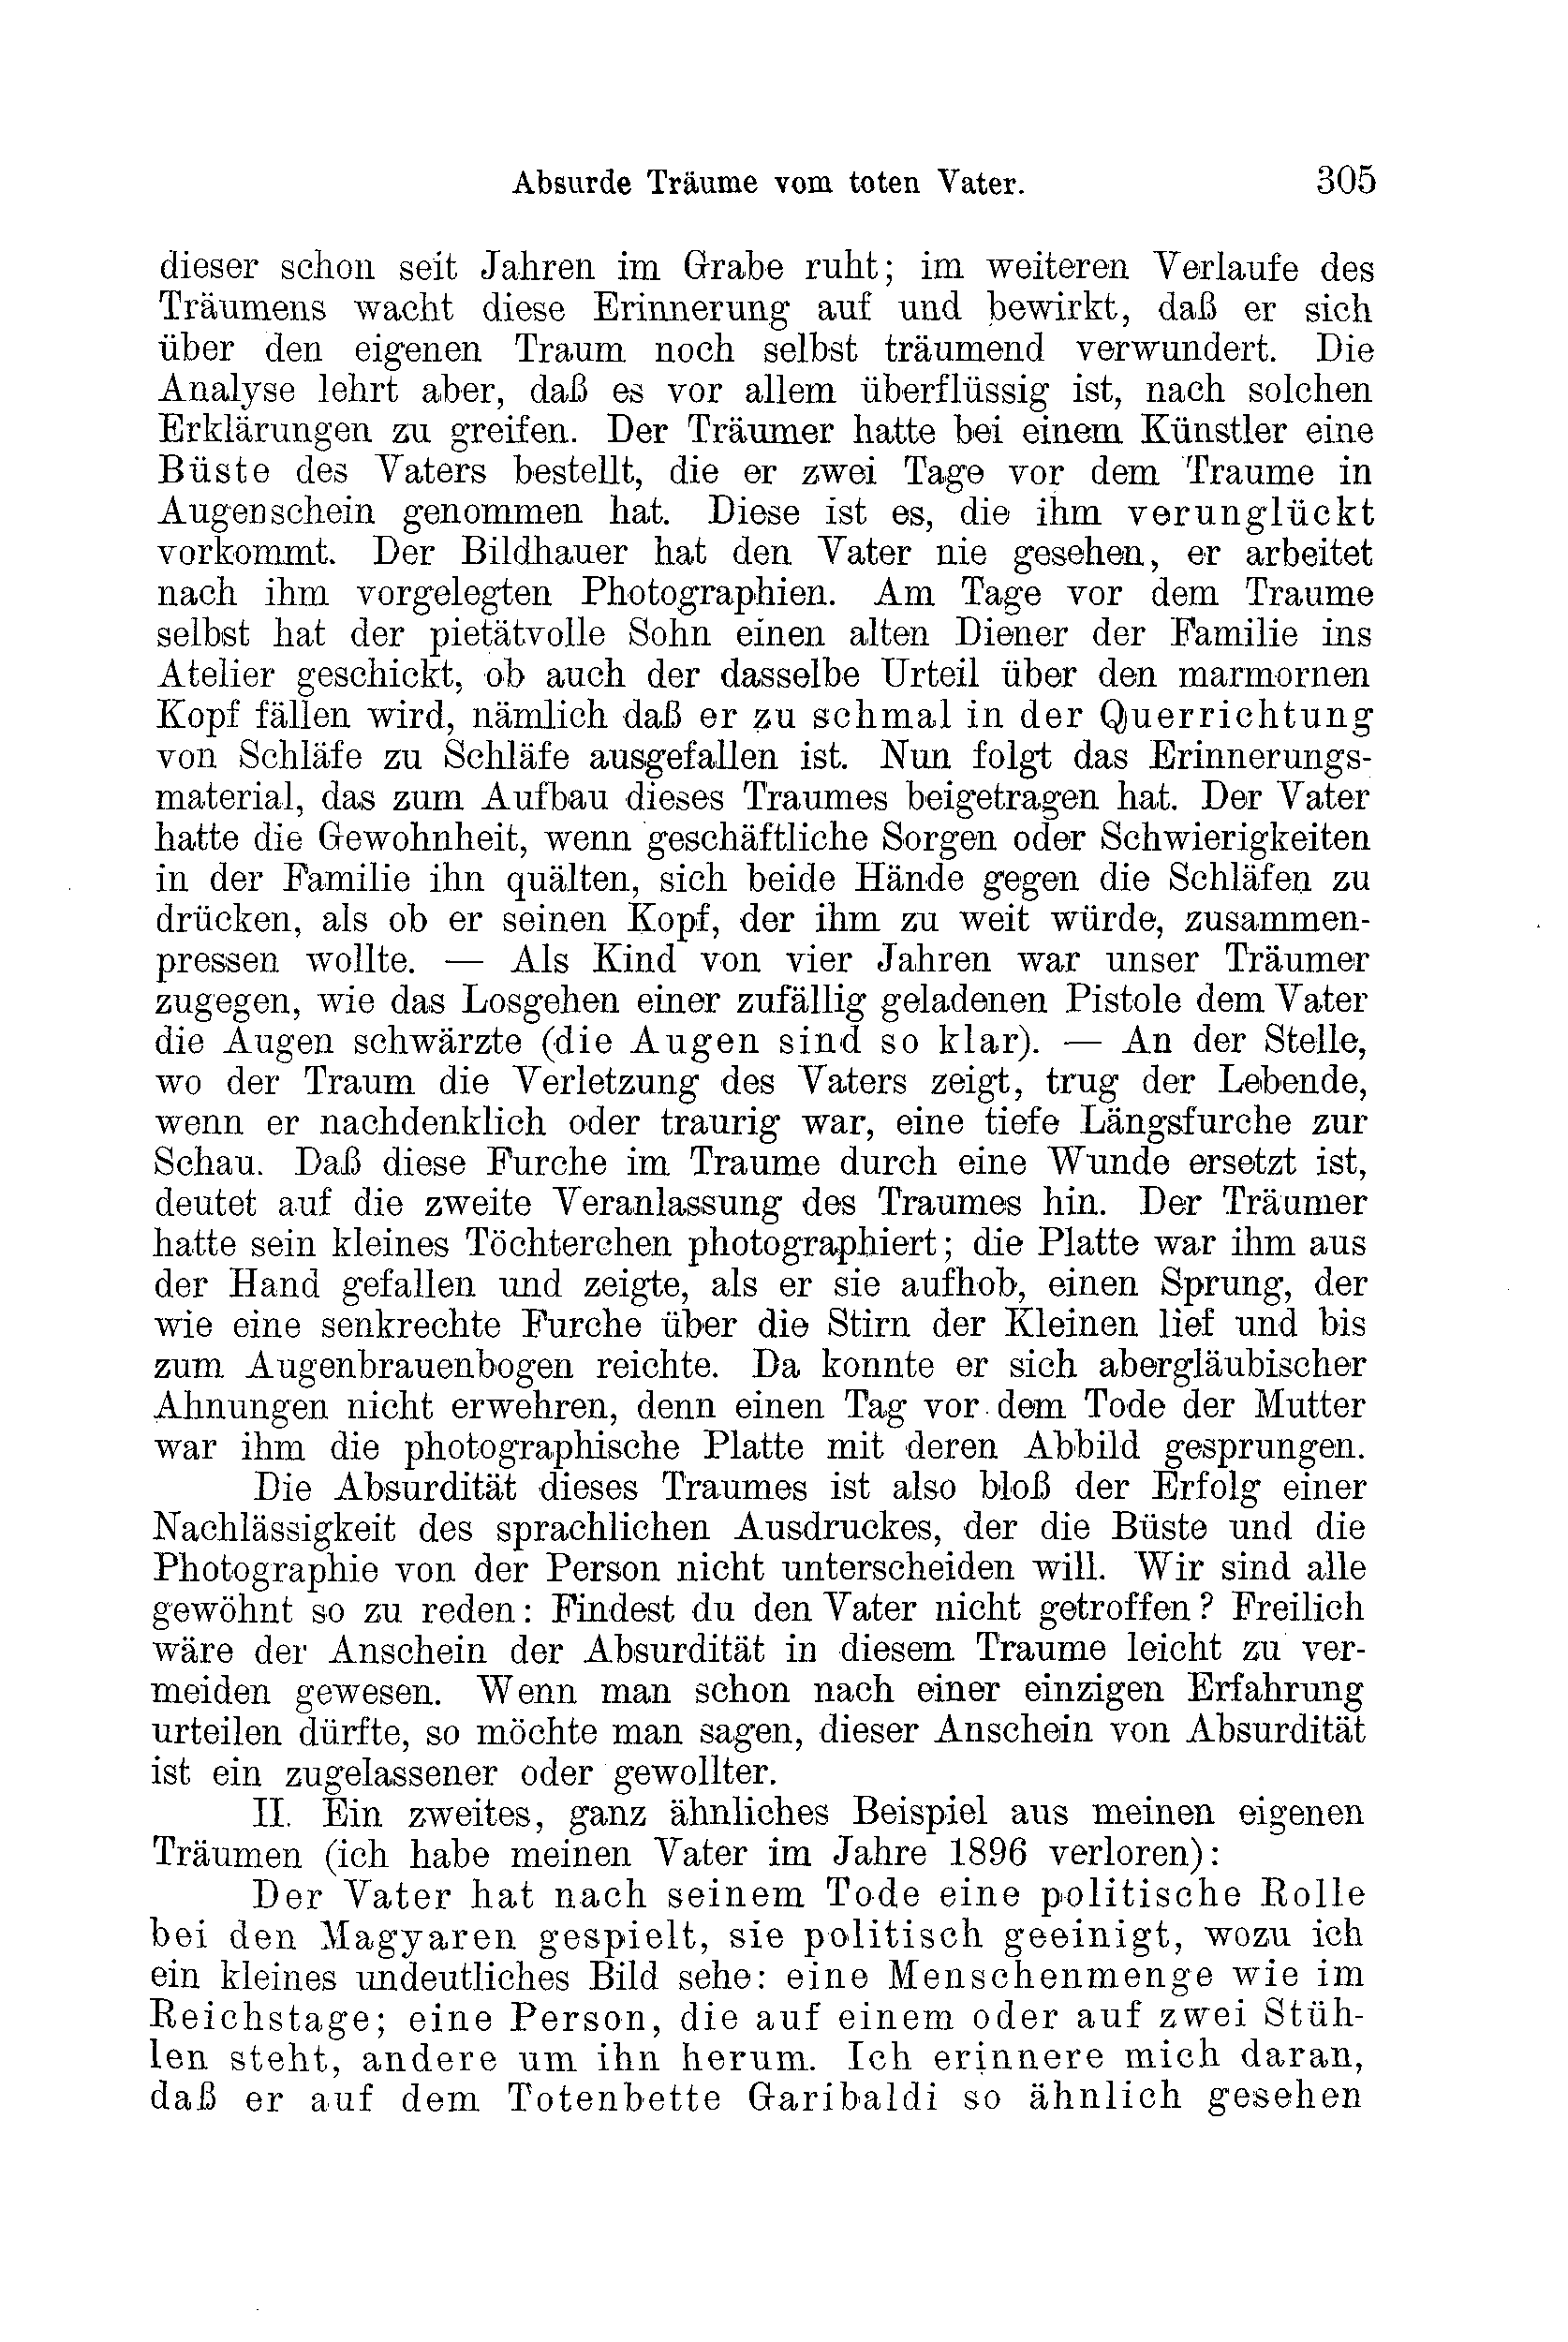 Absurde Träume vom toten Vater. 305
dieser schon seit Jahren im Grabe ruht; im weiteren Verlaufe des
Träumens wacht diese Erinnerung auf und bewirkt, daß er sich
über den eigenen Traum noch selbst träumend verwundert. Die
Analyse lehrt aber, daß es vor allem überflüssig ist, nach solchen
Erklärungen zu greifen. Der Träumer hatte bei einem Künstler eine
Büste des Vaters bestellt, die er zwei Tage vor dem Traume in
Augenschein genommen hat. Diese ist es, die ihm verunglückt
vorkommt. Der Bildhauer hat den Vater nie gesehen, er arbeitet
nach ihm vorgelegten Photographien. Am Tage vor dem Traume
selbst hat der pietätvolle Sohn einen alten Diener der Familie ins
Atelier geschickt, ob auch der dasselbe Urteil über den marmornen
Kopf fällen wird, nämlich daß er zu schmal in der Querrichtung
von Schläfe zu Schläfe ausgefallen ist. Nun folgt das Erinnerungs-
material, das zum Aufbau dieses Traumes beigetragen hat. Der Vater
hatte die Gewohnheit, wenn geschäftliche Sorgen oder Schwierigkeiten
in der Familie ihn quälten, sich beide Hände gegen die Schläfen zu
drücken, als ob er seinen Kopf, der ihm zu weit würde, zusammen-
pressen wollte. — Als Kind von vier Jahren war unser Träumer
zugegen, wie das Losgehen einer zufällig geladenen Pistole dem Vater
die Augen schwärzte (die Augen sind so klar). — An der Stelle,
wo der Traum die Verletzung des Vaters zeigt, trug der Lebende,
wenn er nachdenklich oder traurig war, eine tiefe Längsfurche zur
Schau. Daß diese Furche im Traume durch eine Wunde ersetzt ist,
deutet auf die zweite Veranlassung des Traumes hin. Der Träumer
hatte sein kleines Töchterchen photographiert; die Platte war ihm aus
der Hand gefallen und zeigte, als er sie aufhob, einen Sprung, der
wie eine senkrechte Furche über die Stirn der Kleinen lief und bis
zum Augenbrauenbogen reichte. Da konnte er sich abergläubischer
Ahnungen nicht erwehren, denn einen Tag vor dem Tode der Mutter
war ihm die photographische Platte mit deren Abbild gesprungen.
Die Absurdität dieses Traumes ist also bloß der Erfolg einer
Nachlässigkeit des sprachlichen Ausdruckes, der die Büste und die
Photographie von der Person nicht unterscheiden will. Wir sind alle
gewöhnt so zu reden: Findest du den Vater nicht getroffen? Freilich
wäre der Anschein der Absurdität in diesem Traume leicht zu ver-
meiden gewesen. Wenn man schon nach einer einzigen Erfahrung
urteilen dürfte, so möchte man sagen, dieser Anschein von Absurdität
ist ein zugelassener oder gewollter.
II. Ein zweites, ganz ähnliches Beispiel aus meinen eigenen
Träumen (ich habe meinen Vater im Jahre 1896 verloren):
Der Vater hat nach seinem Tode eine politische Rolle
bei den Magyaren gespielt, sie politisch geeinigt, wozu ich
ein kleines undeutliches Bild sehe: eine Menschenmenge wie im
Reichstage; eine Person, die auf einem oder auf zwei Stüh-
len steht, andere um ihn herum. Ich erinnere mich daran,
daß er auf dem Totenbette Garibaldi so ähnlich gesehen